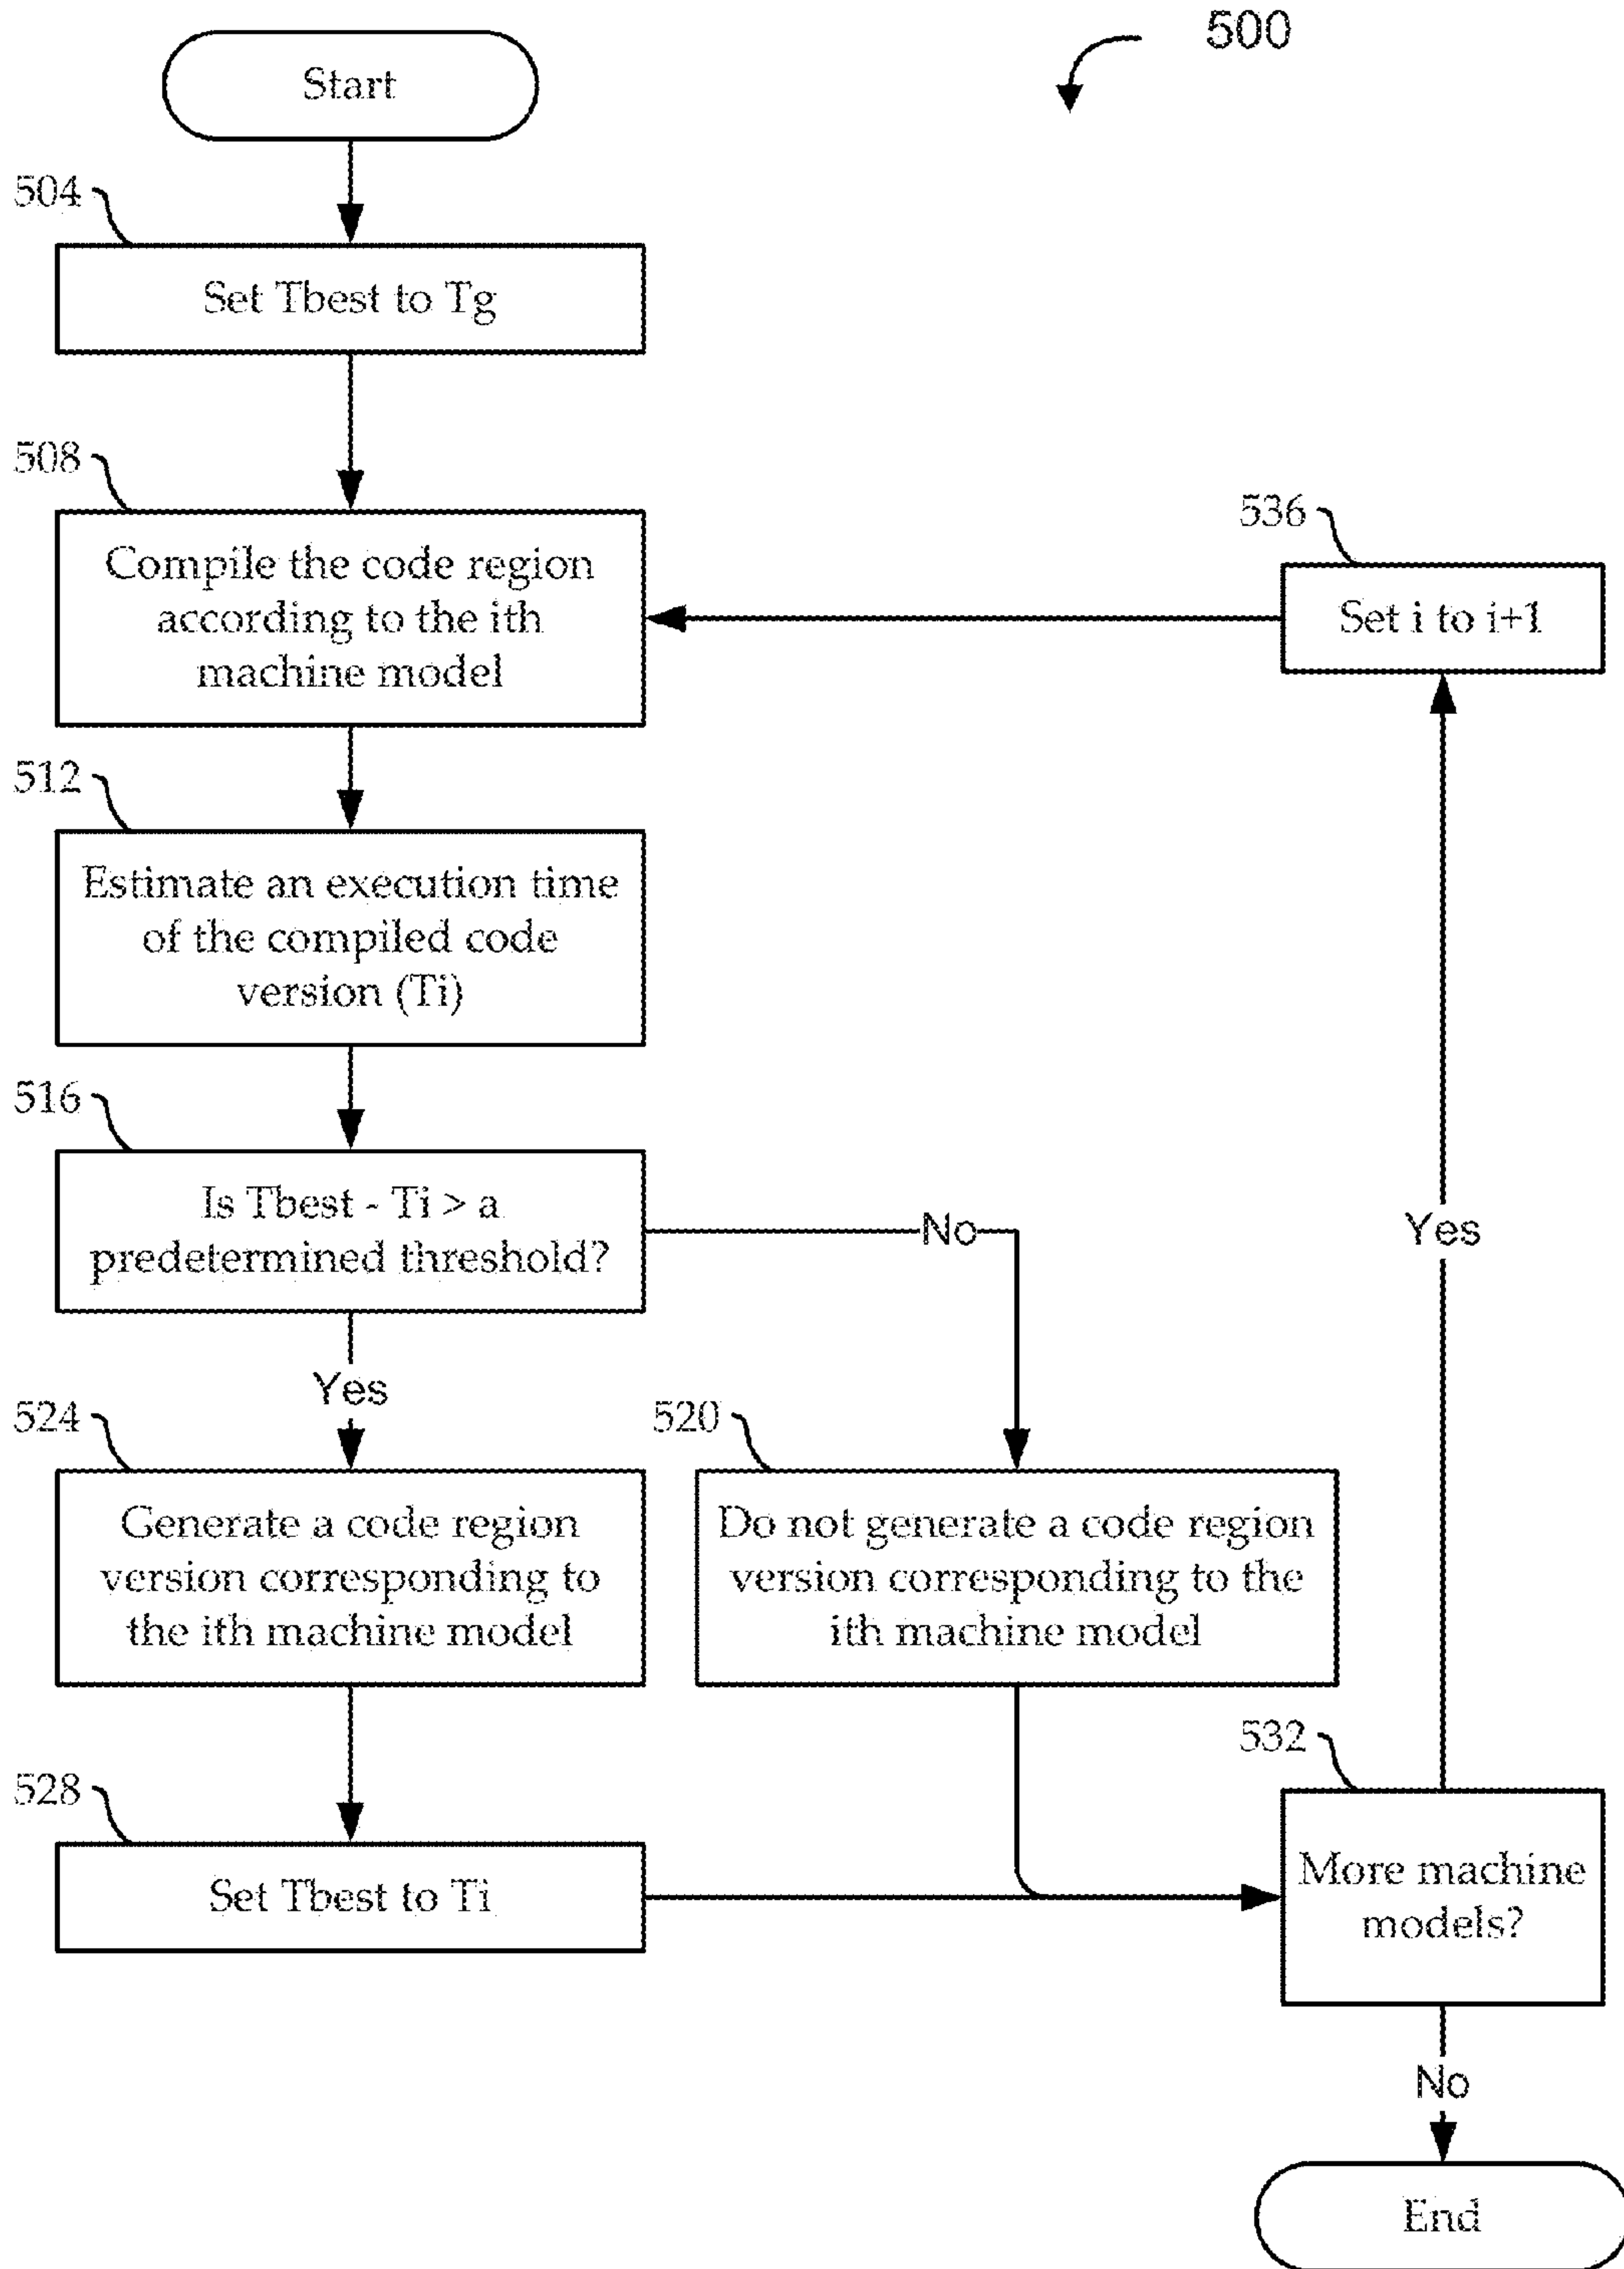 500
Start
504
Set Tbest to Tg
508
Compile the code region
according to the ith
machine model
536
Set i to i+1
512
Estimate an execution time
of the compiled code
version (Ti)
516
Is Tbest - Ti > a
predetermined threshold?
No
Yes
Yes
524
Generate a code region
version corresponding to
the ith machine model
520
Do not generate a code region
version corresponding to the
ith machine model
528
Set Tbest to Ti
532
More machine
models?
No
End